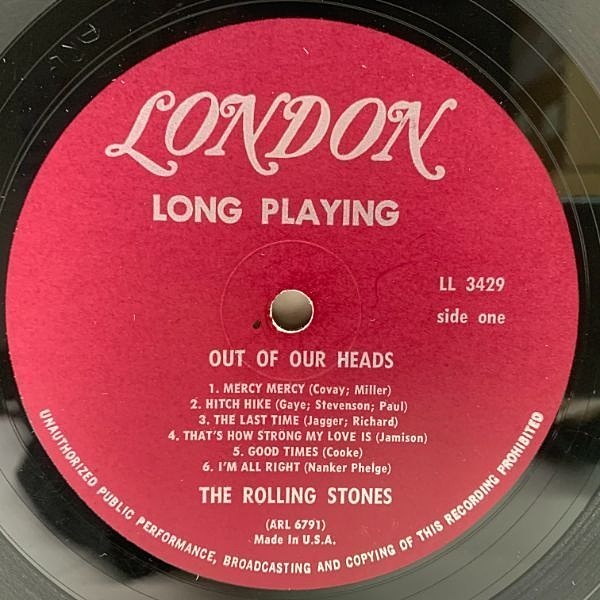 LONDON
LONG PLAYING
LL 3429
side one
OUT OF OUR HEADS
1. MERCY MERCY (Covay; Miller)
2. HITCH HIKE (Gaye; Stevenson; Paul)
3. THE LAST TIME (Jagger; Richard)
4. THAT'S HOW STRONG MY LOVE IS (Jamison)
5. GOOD TIMES (Cooke)
6. I'M ALL RIGHT (Nanker Phelge)
THE ROLLING STONES
(ARL 6791)
Made In U.S.A.
UNAUTHORIZED PUBLIC PERFORMANCE, BROADCASTING AND COPYING OF THIS RECORDING PROHIBITED